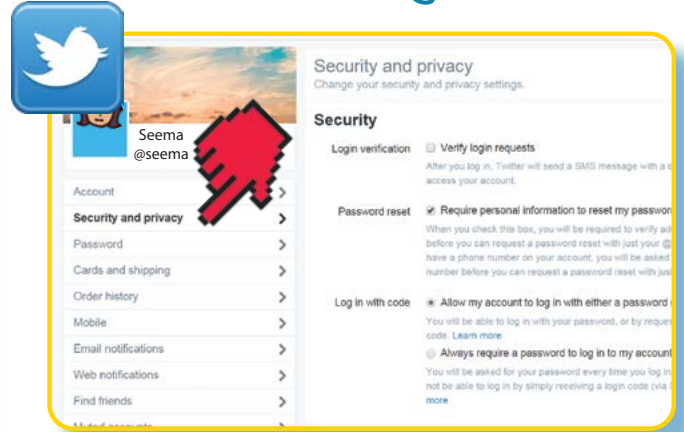 Seema
@seema
Account
Security and privacy
Password
Cards and shipping
Order history
Mobile
Email notifications
Web notifications
Find friends
Muted accounts
Security and privacy
Change your security and privacy settings.
Security
Login verification
Verify login requests
After you log in, Twitter will send a SMS message with a
access your account.
Password reset
Require personal information to reset my
When you check this box, you will be required to verify
before you can request a password reset with just your
have a phone number on your account, you will be asked
number before you can request a password reset with
Log in with code
Allow my account to log in with either a password
You will be able to log in with your password, or by
code. Learn more
Always require a password to log in to my account
You will be asked for your password every time you log in
not be able to log in by simply receiving a login code (via
more